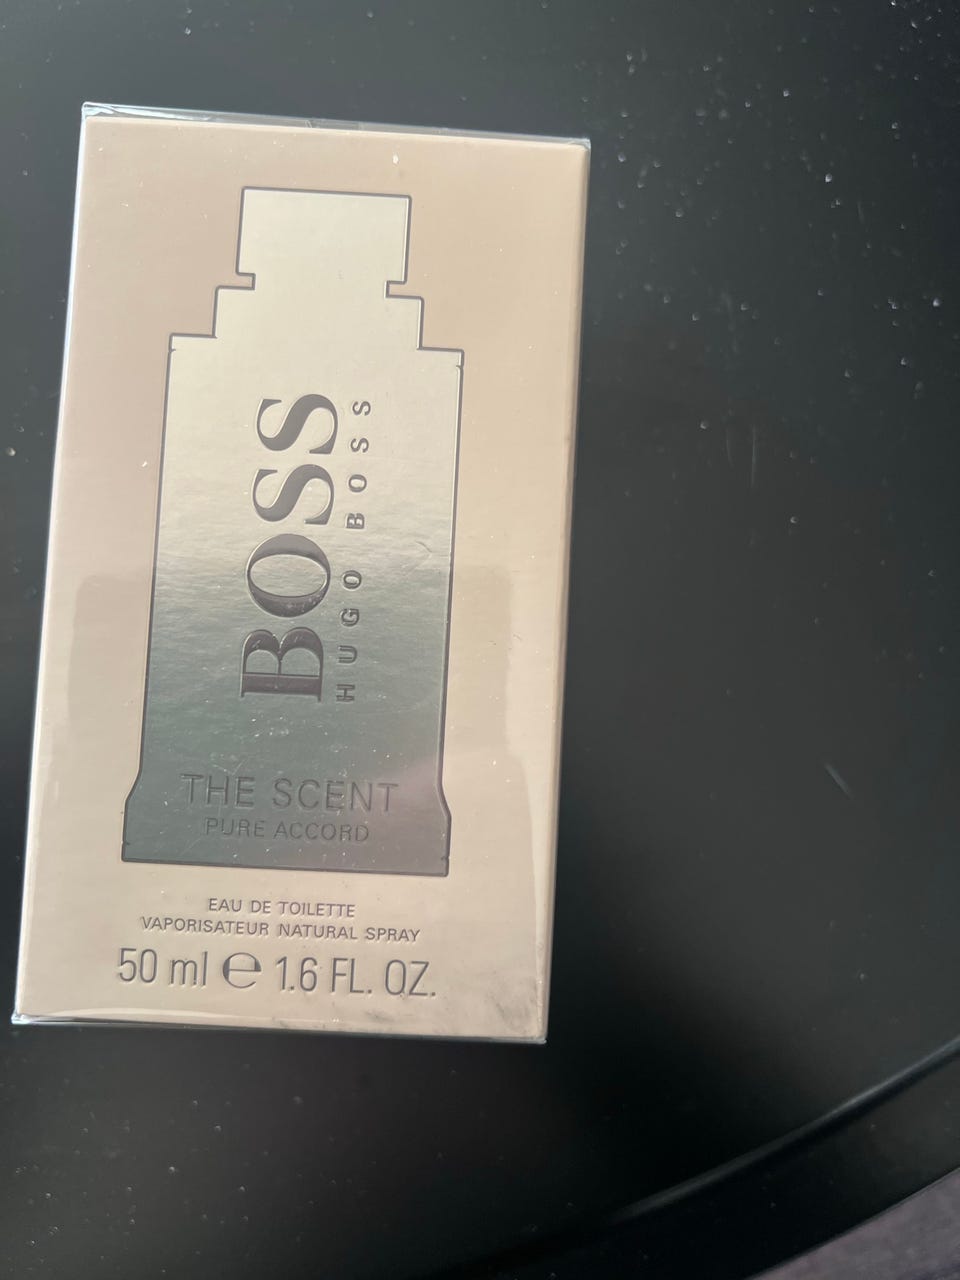 BOSS
HUGO BOSS
THE SCENT
PURE ACCORD
EAU DE TOILETTE
VAPORISATEUR NATURAL SPRAY
50 ml ℮ 1.6 FL. OZ.